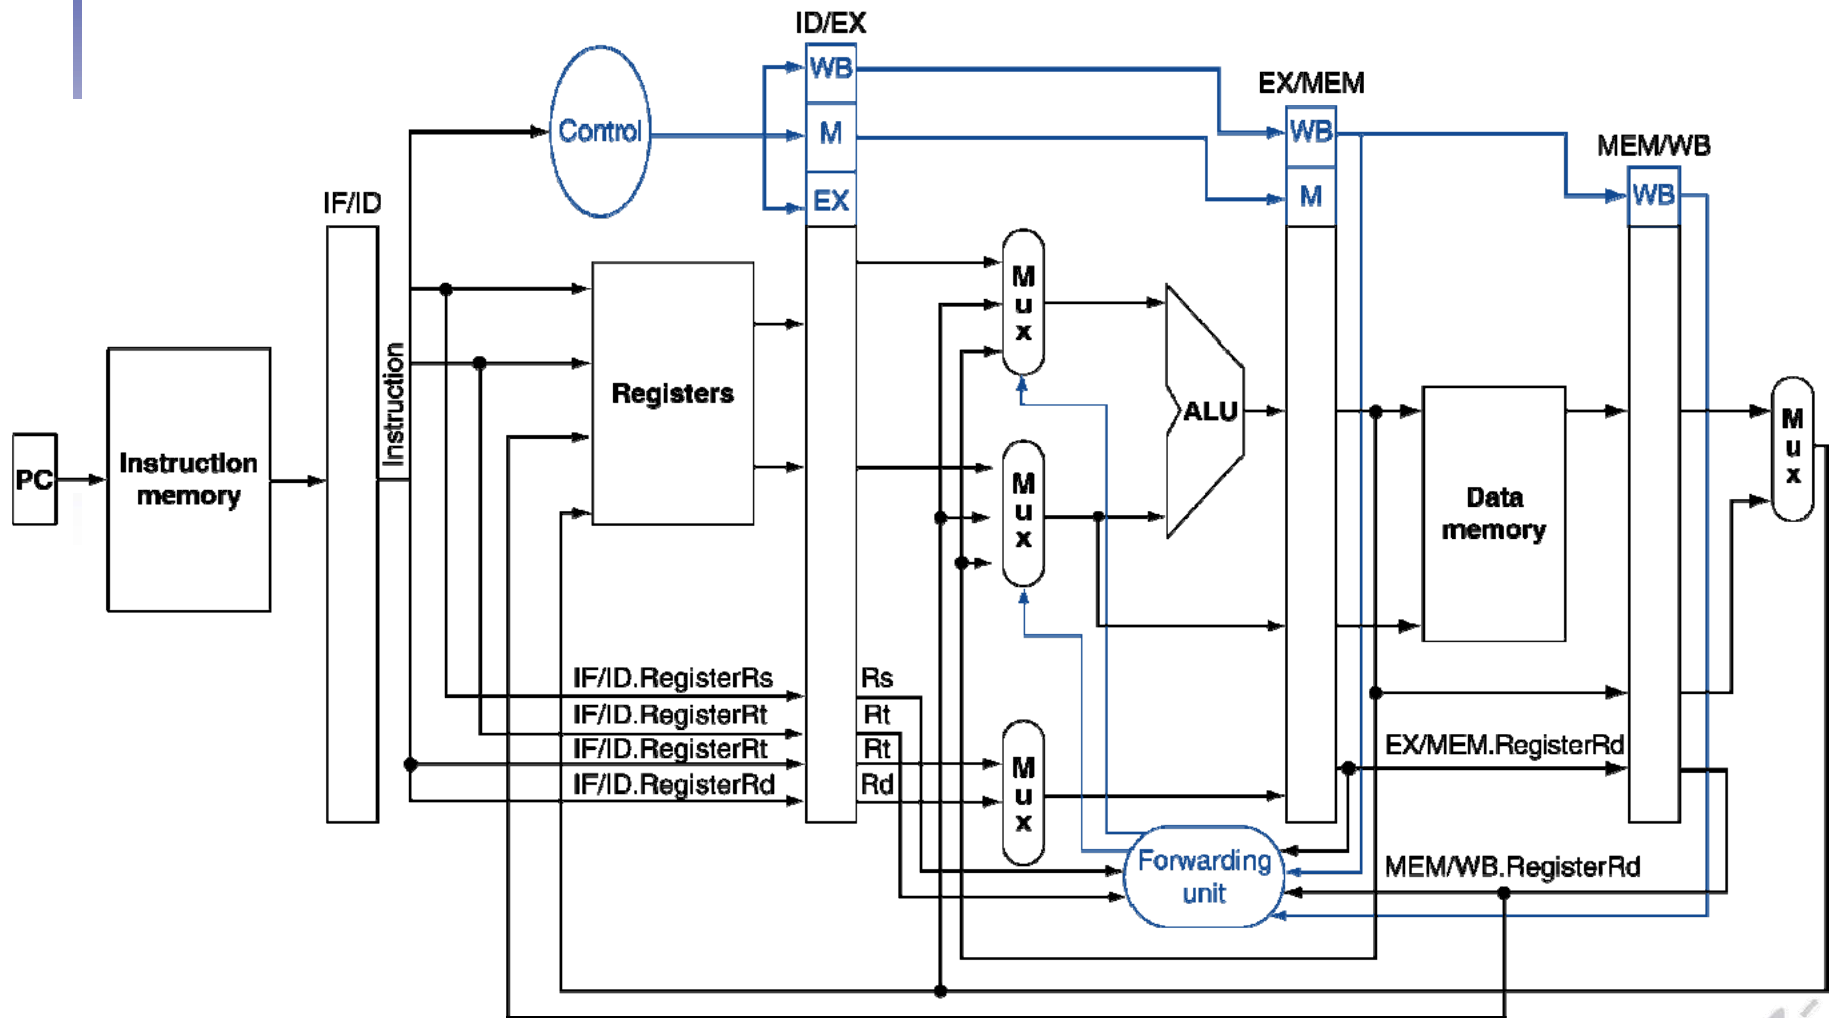 ID/EX
WB
M
EX
Control
EX/MEM
WB
M
MEM/WB
WB
IF/ID
Instruction
PC
Instruction
memory
Registers
M
u
x
M
u
x
ALU
Data
memory
M
u
x
IF/ID.RegisterRs
IF/ID.RegisterRt
IF/ID.RegisterRt
IF/ID.RegisterRd
Rs
Rt
Rt
Rd
M
u
x
EX/MEM.RegisterRd
Forwarding
unit
MEM/WB.RegisterRd